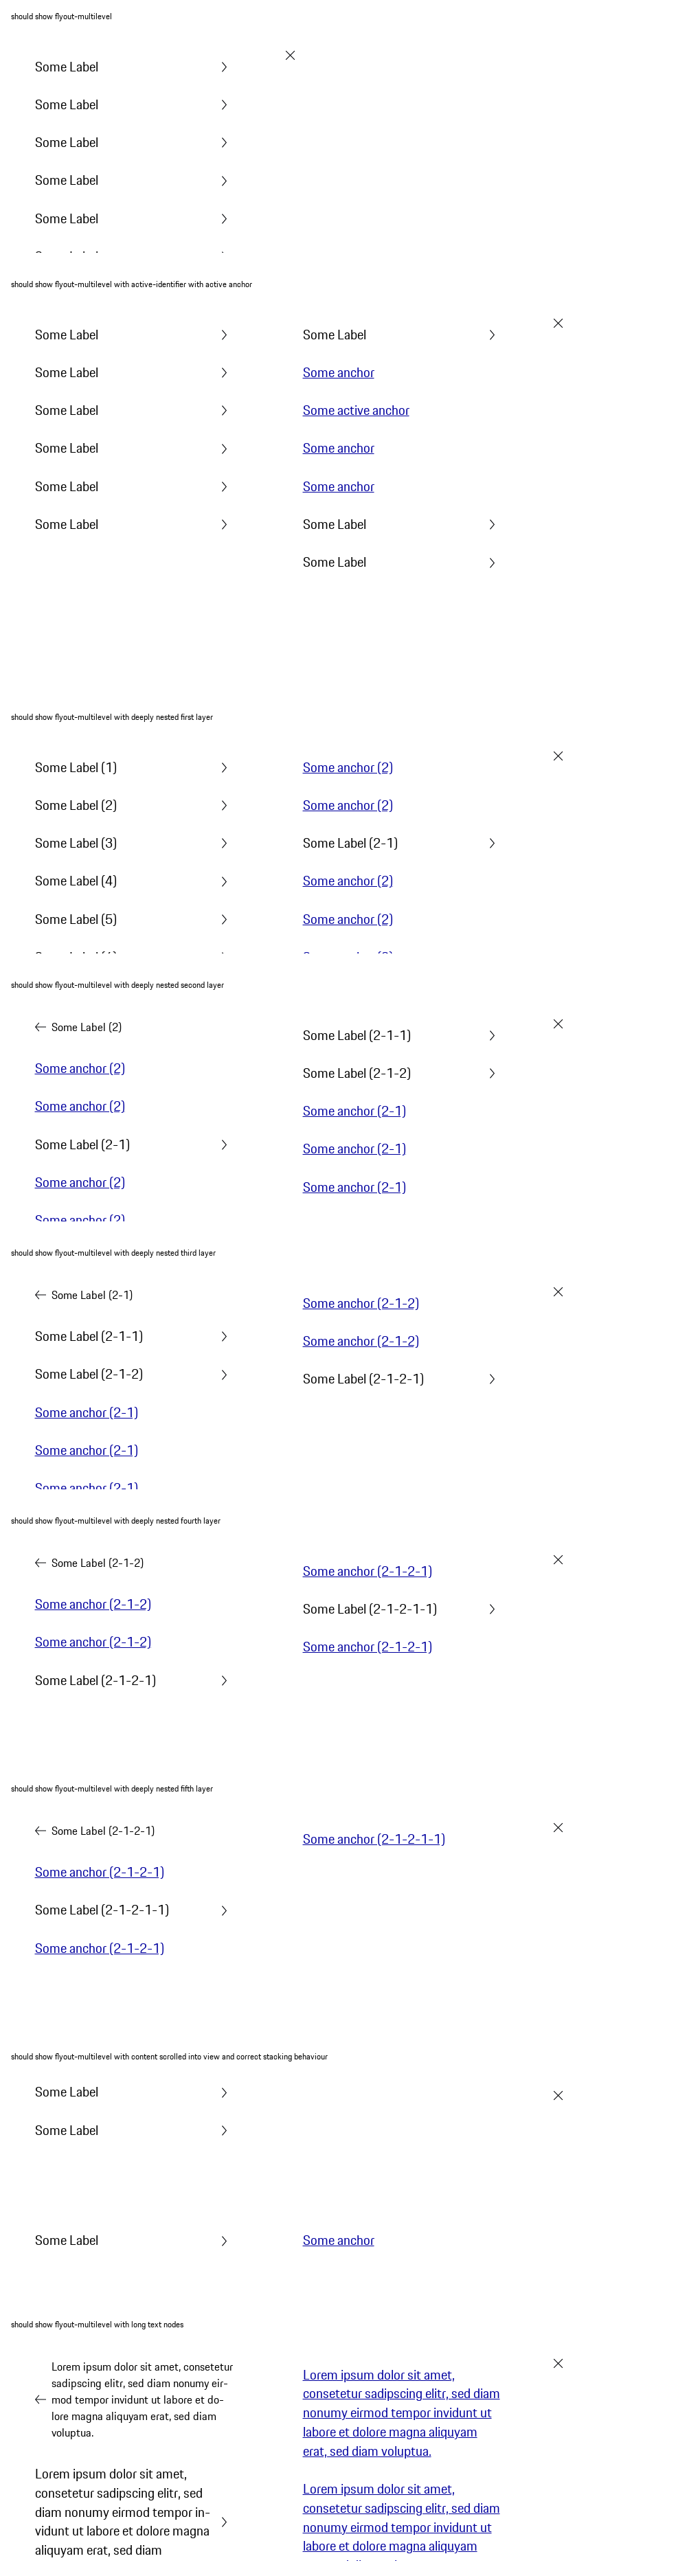 should show flyout-multilevel
Some Label
Some Label
Some Label
Some Label
Some Label
should show flyout-multilevel with active-identifier with active anchor
Some Label
Some Label
Some Label
Some Label
Some Label
Some Label
Some Label
Some anchor
Some active anchor
Some anchor
Some anchor
Some Label
Some Label
should show flyout-multilevel with deeply nested first layer
Some Label (1)
Some Label (2)
Some Label (3)
Some Label (4)
Some Label (5)
Some anchor (2)
Some anchor (2)
Some Label (2-1)
Some anchor (2)
Some anchor (2)
should show flyout-multilevel with deeply nested second layer
Some Label (2)
Some anchor (2)
Some anchor (2)
Some Label (2-1)
Some anchor (2)
Some anchor (2)
Some Label (2-1-1)
Some Label (2-1-2)
Some anchor (2-1)
Some anchor (2-1)
Some anchor (2-1)
should show flyout-multilevel with deeply nested third layer
Some Label (2-1)
Some Label (2-1-1)
Some Label (2-1-2)
Some anchor (2-1)
Some anchor (2-1)
Some anchor (2-1)
Some anchor (2-1-2)
Some anchor (2-1-2)
Some Label (2-1-2-1)
should show flyout-multilevel with deeply nested fourth layer
Some Label (2-1-2)
Some anchor (2-1-2)
Some anchor (2-1-2)
Some Label (2-1-2-1)
Some anchor (2-1-2-1)
Some Label (2-1-2-1-1)
Some anchor (2-1-2-1)
should show flyout-multilevel with deeply nested fifth layer
Some Label (2-1-2-1)
Some anchor (2-1-2-1)
Some Label (2-1-2-1-1)
Some anchor (2-1-2-1)
Some anchor (2-1-2-1-1)
should show flyout-multilevel with content scrolled into view and correct stacking behaviour
Some Label
Some Label
Some Label
Some anchor
should show flyout-multilevel with long text nodes
Lorem ipsum dolor sit amet, consetetur
sadipscing elitr, sed diam nonumy eir-
mod tempor invidunt ut labore et do-
lore magna aliquyam erat, sed diam
voluptua.
Lorem ipsum dolor sit amet,
consetetur sadipscing elitr, sed
diam nonumy eirmod tempor in-
vidunt ut labore et dolore magna
aliquyam erat, sed diam
Lorem ipsum dolor sit amet,
consetetur sadipscing elitr, sed diam
nonumy eirmod tempor invidunt ut
labore et dolore magna aliquyam
erat, sed diam voluptua.
Lorem ipsum dolor sit amet,
consetetur sadipscing elitr, sed diam
nonumy eirmod tempor invidunt ut
labore et dolore magna aliquyam